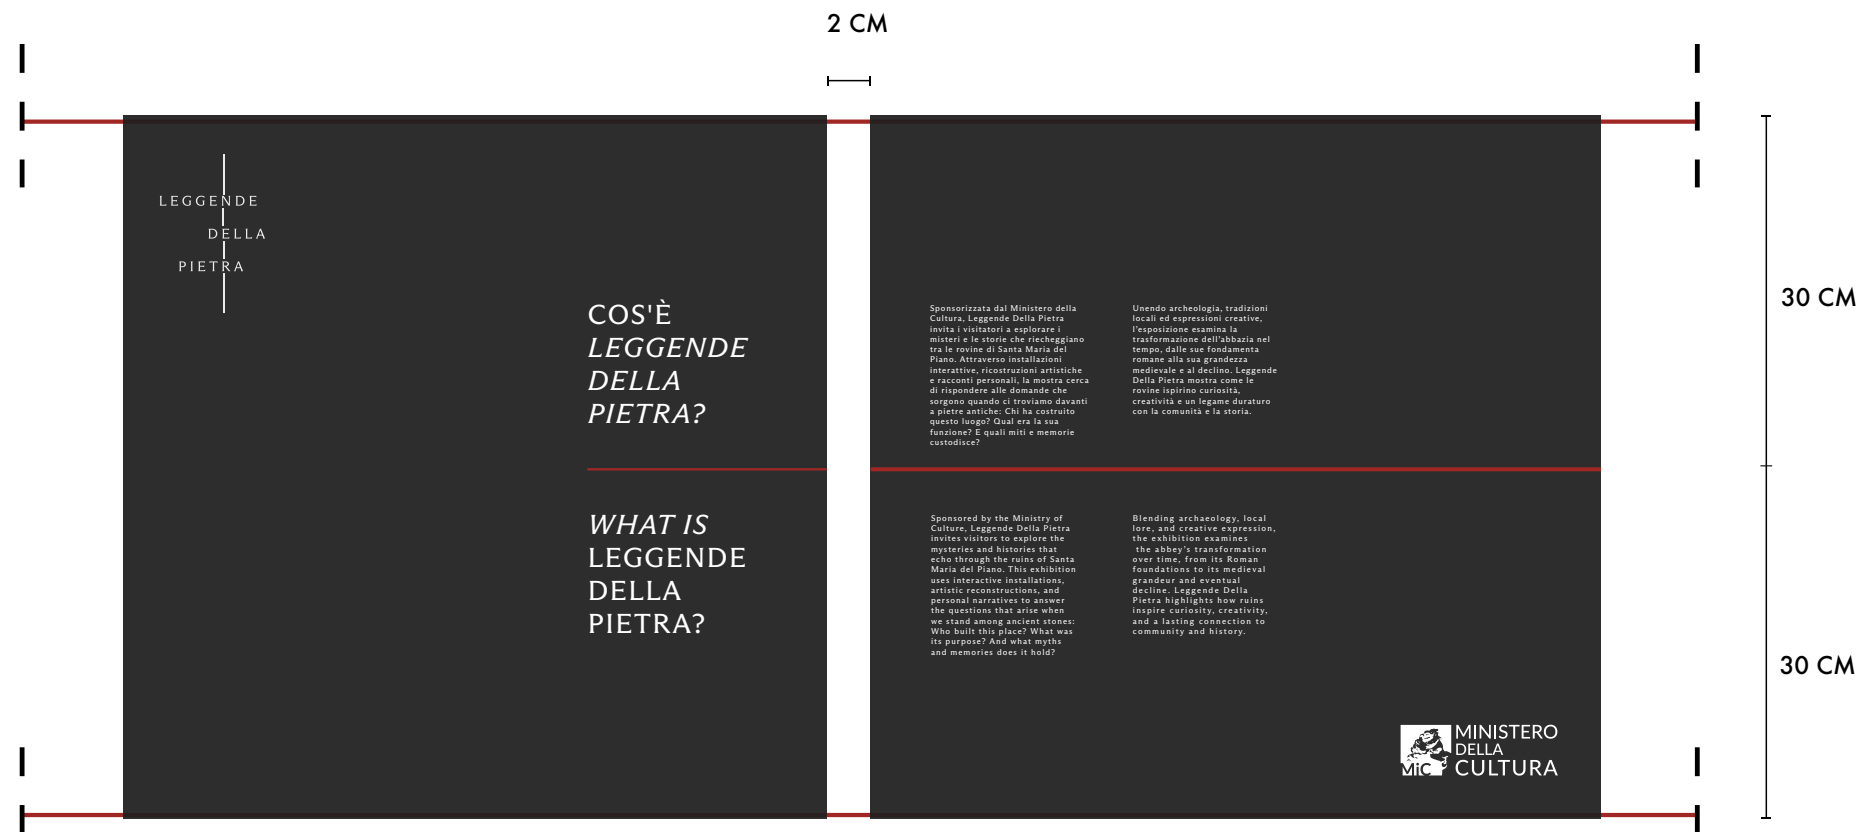 2 CM
LEGGENDE
DELLA
PIETRA
COS'È
LEGGENDE
DELLA
PIETRA?
WHAT IS
LEGGENDE
DELLA
PIETRA?
Sponsorizzata dal Ministero della
Cultura, Leggende Della Pietra
invita i visitatori a esplorare i
misteri e le storie che riecheggiano
tra le rovine di Santa Maria del
Piano. Attraverso installazioni
interattive, ricostruzioni artistiche
e racconti personali, la mostra cerca
di rispondere alle domande che
sorgono quando ci troviamo davanti
a pietre antiche: Chi ha costruito
questo luogo? Qual era la sua
funzione? E quali miti e memorie
custodisce?
Unendo archeologia, tradizioni
locali ed espressioni creative,
l'esposizione esamina la
trasformazione dell'abbazia nel
tempo, dalle sue fondamenta
romane alla sua grandezza
medievale e al declino. Leggende
Della Pietra mostra come le
rovine ispirino curiosità,
creatività e un legame duraturo
con la comunità e la storia.
Sponsored by the Ministry of
Culture, Leggende Della Pietra
invites visitors to explore the
mysteries and histories that
echo through the ruins of Santa
Maria del Piano. This exhibition
uses interactive installations,
artistic reconstructions, and
personal narratives to answer
the questions that arise when
we stand among ancient stones:
Who built this place? What was
its purpose? And what myths
and memories does it hold?
Blending archaeology, local
lore, and creative expression,
the exhibition examines
the abbey's transformation
over time, from its Roman
foundations to its medieval
grandeur and eventual
decline. Leggende Della
Pietra highlights how ruins
inspire curiosity, creativity,
and a lasting connection to
community and history.
MiC
MINISTERO
DELLA
CULTURA
30 CM
30 CM